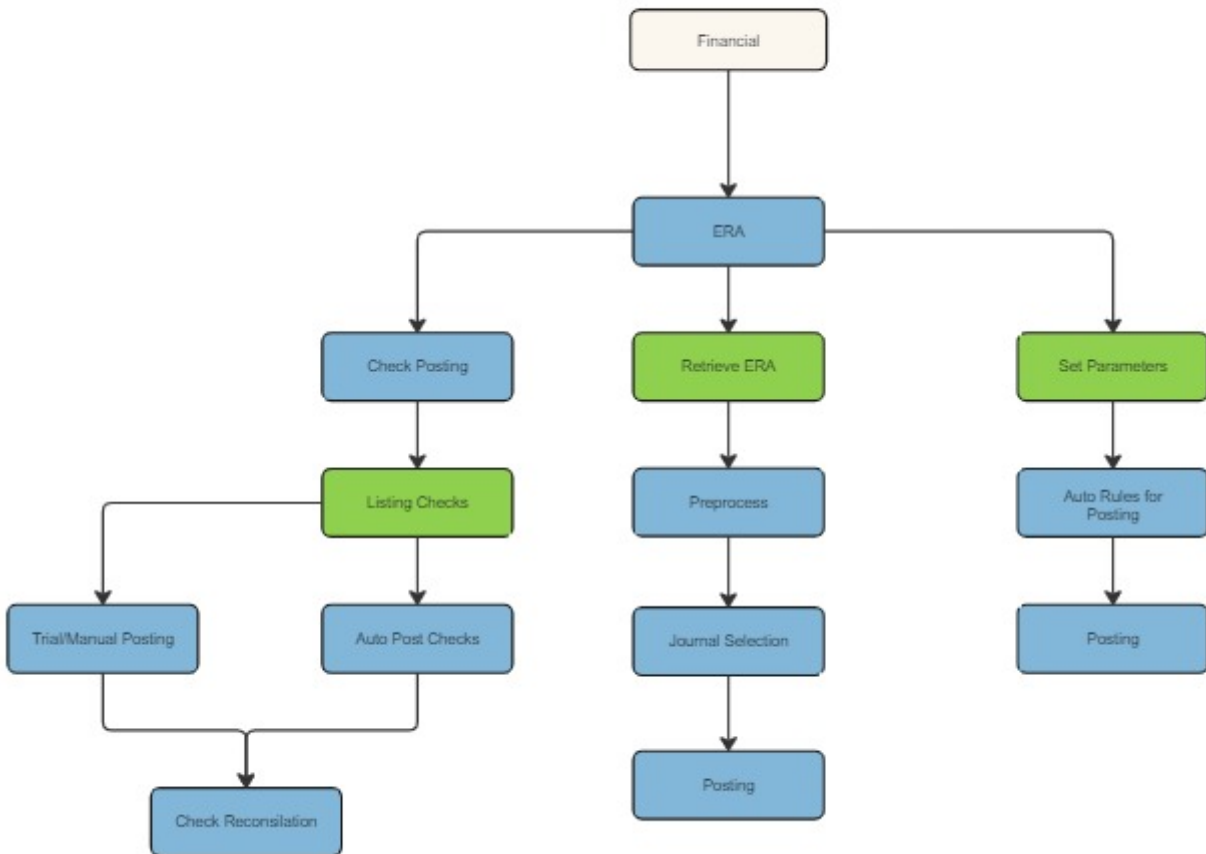 Financial
ERA
Check Posting
Retrieve ERA
Set Parameters
Listing Checks
Preprocess
Auto Rules for
Posting
Trial/Manual Posting
Auto Post Checks
Journal Selection
Posting
Posting
Check Reconsilation